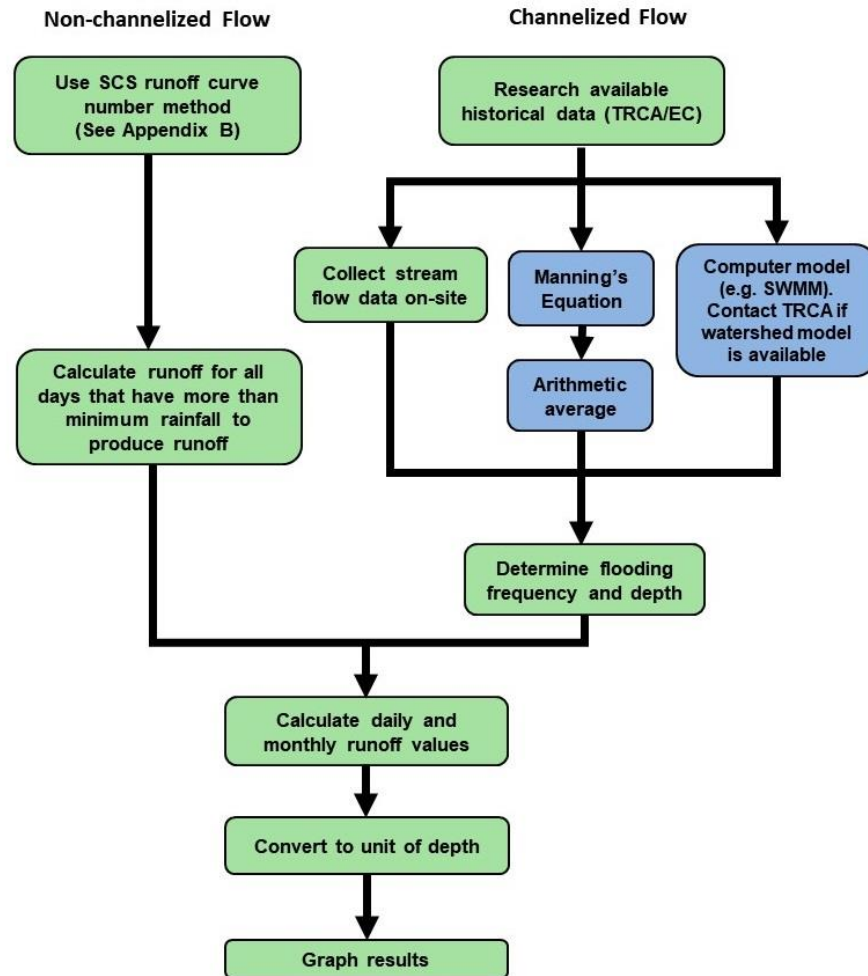 Non-channelized Flow
Channelized Flow
Use SCS runoff curve
number method
(See Appendix B)
Research available
historical data (TRCA/EC)
Collect stream
flow data on-site
Manning's
Equation
Computer model
(e.g. SWMM).
Contact TRCA if
watershed model
is available
Calculate runoff for all
days that have more than
minimum rainfall to
produce runoff
Arithmetic
average
Determine flooding
frequency and depth
Calculate daily and
monthly runoff values
Convert to unit of depth
Graph results